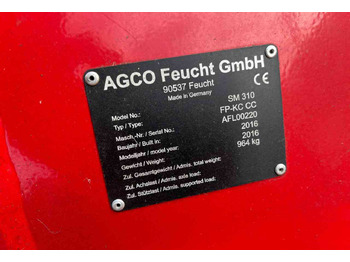 AGCO Feucht GmbH
90537 Feucht
Made in Germany
CE
Model No.: SM 310
Typ / Type: FP-KC CC
Masch.-Nr. / Serial No.: AFL00220
Baujahr / Built in: 2016
Modelljahr / model year: 2016
Gewicht / Weight: 964 kg
Zul. Gesamtgewicht / Admis. total weight:
Zul. Achslast / Admis. axle load:
Zul. Stützlast / Admis. supported load: